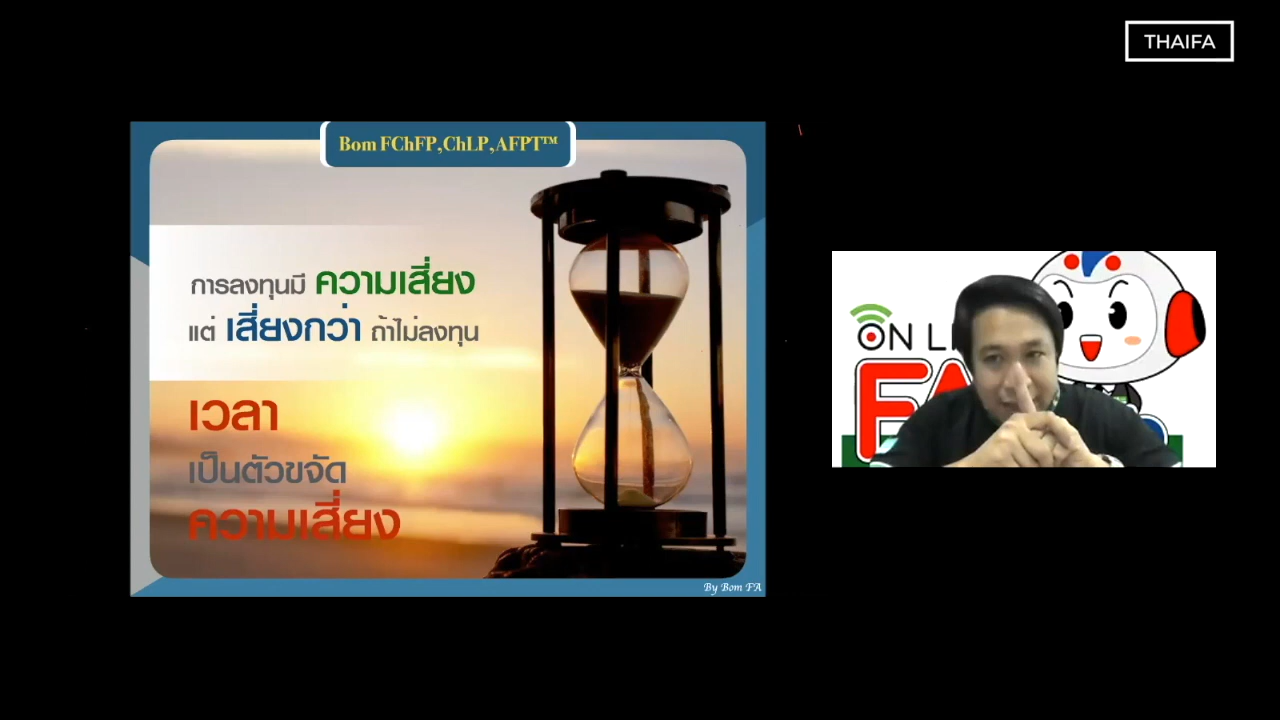 THAIFA
Bom FChFP,ChLP,AFPT™
การลงทุนมี ความเสี่ยง
แต่ เสี่ยงกว่า ถ้าไม่ลงทุน
เวลา
เป็นตัวขจัด
ความเสี่ยง
By Bom FA
ON